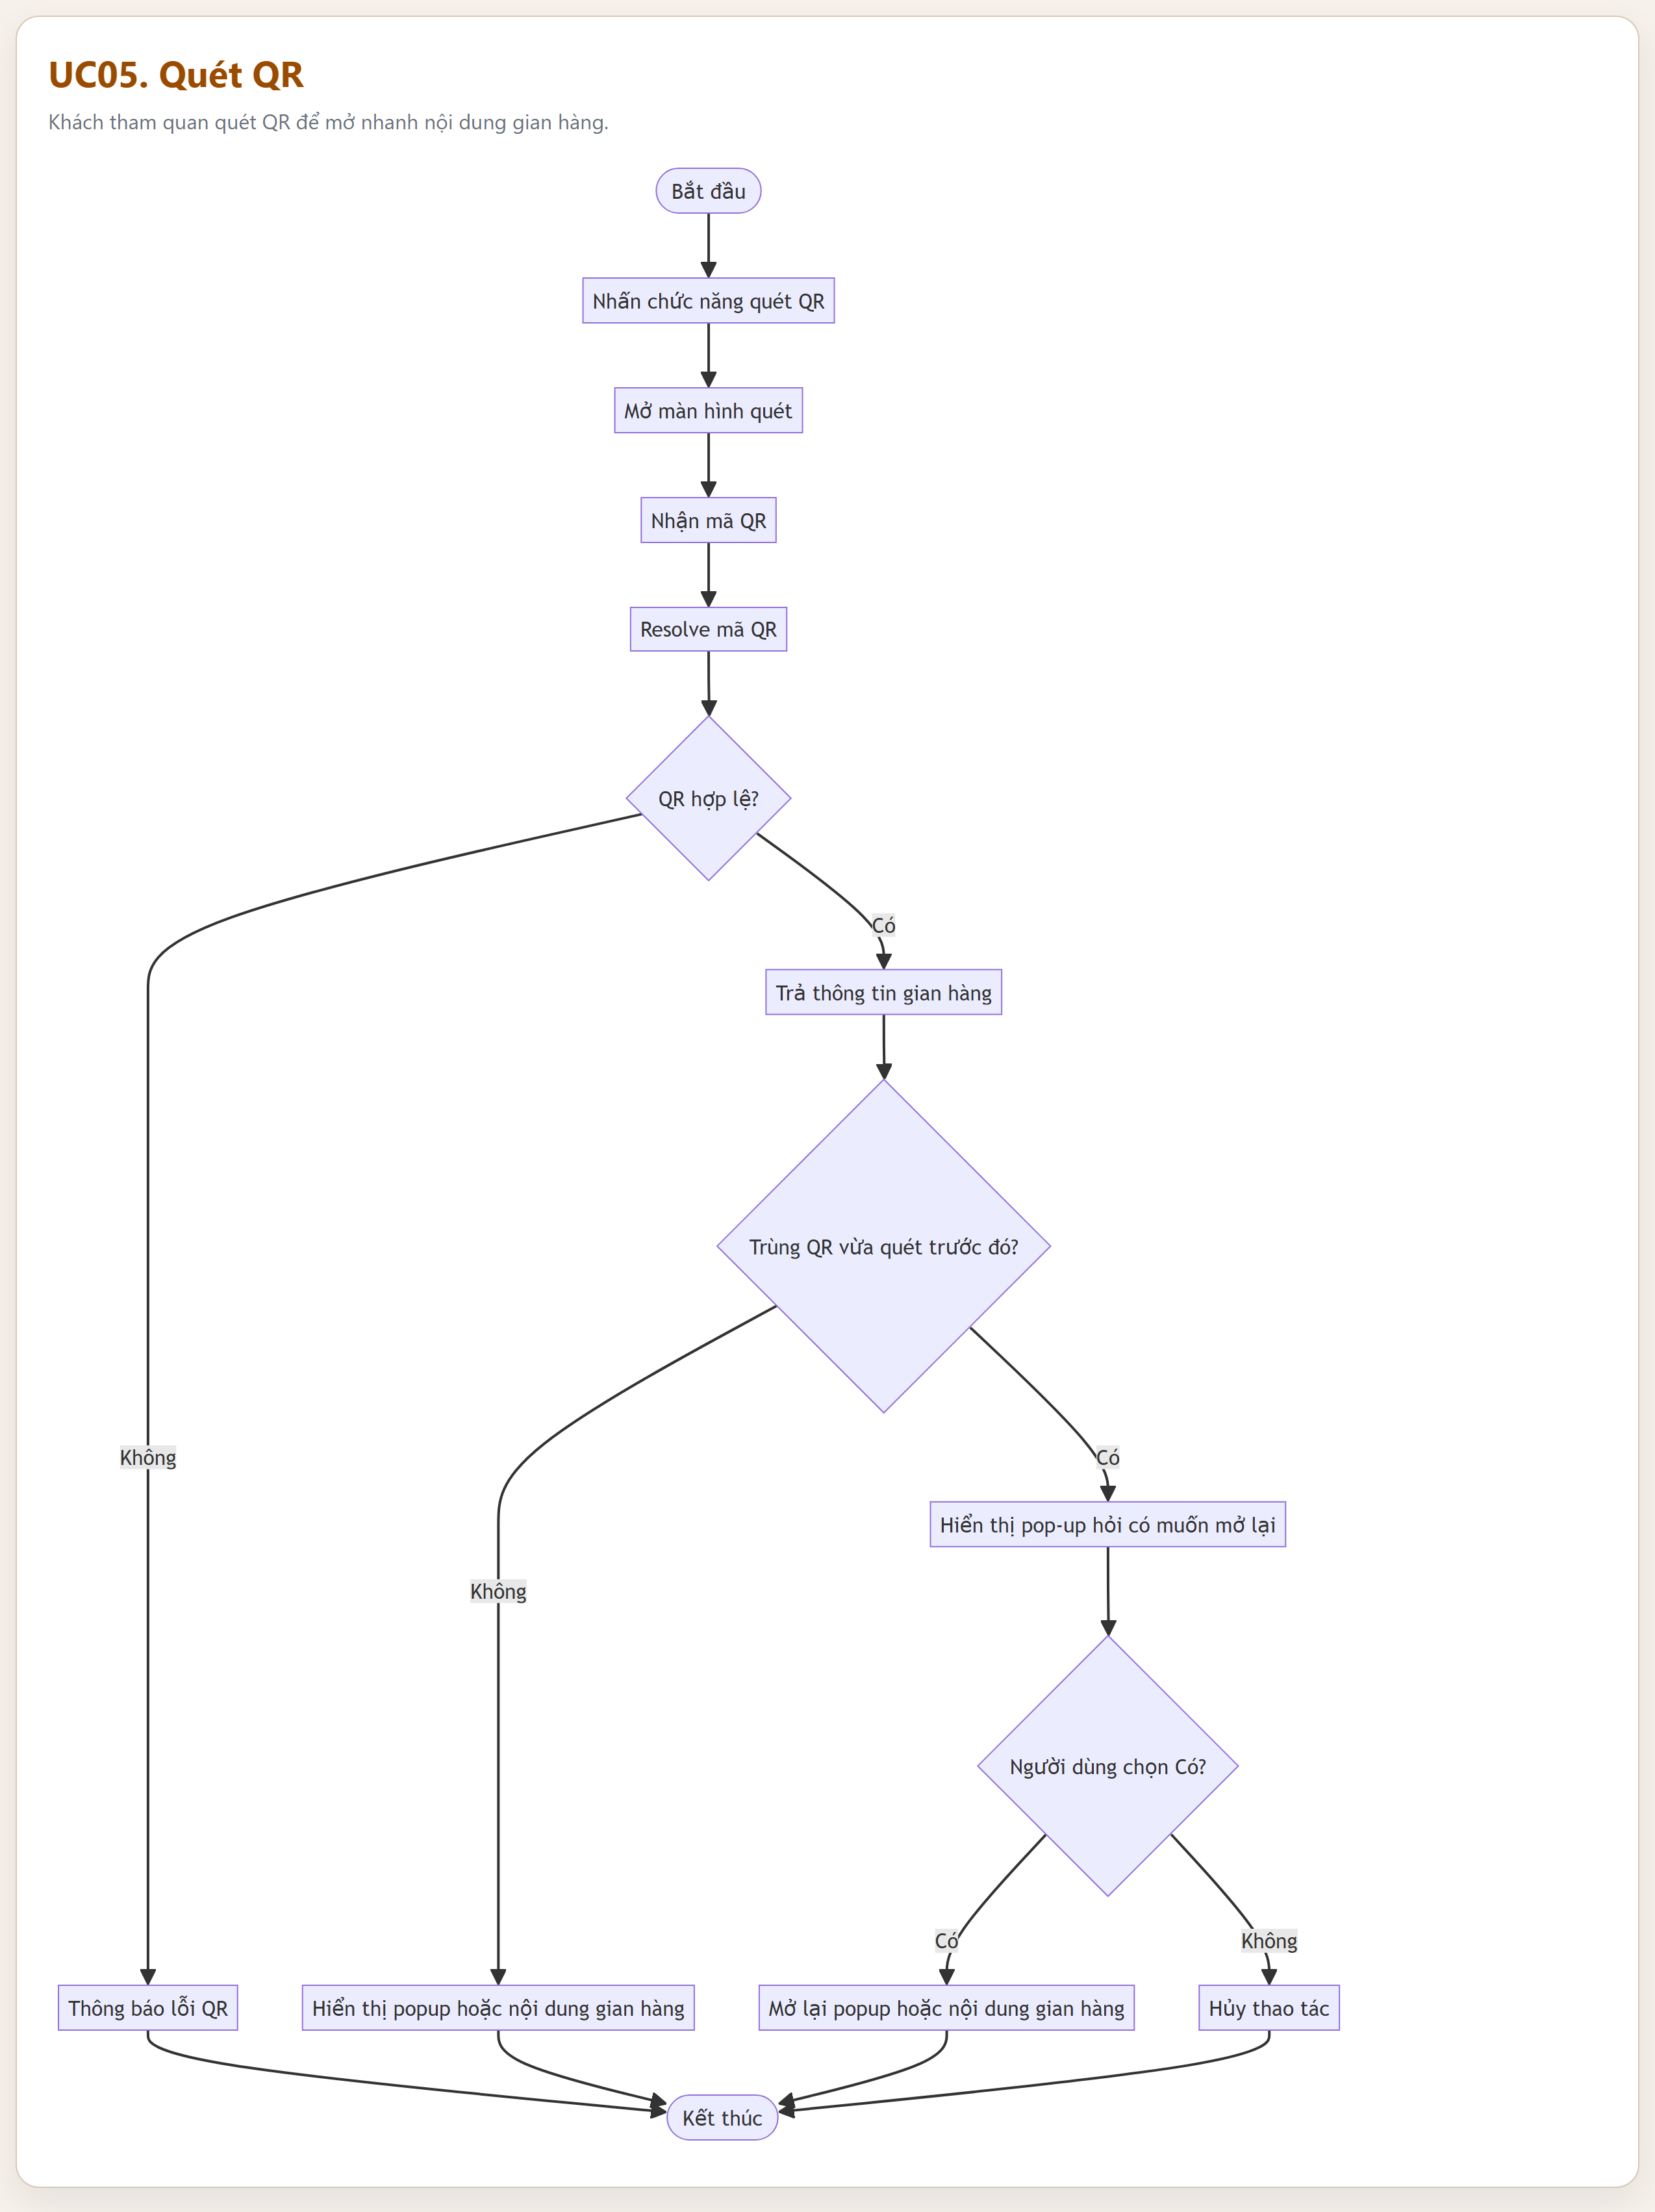 UC05. Quét QR
Khách tham quan quét QR để mở nhanh nội dung gian hàng.
Bắt đầu
Nhấn chức năng quét QR
Mở màn hình quét
Nhận mã QR
Resolve mã QR
QR hợp lệ?
Có
Trả thông tin gian hàng
Trùng QR vừa quét trước đó?
Không
Có
Hiển thị pop-up hỏi có muốn mở lại
Không
Người dùng chọn Có?
Có
Không
Thông báo lỗi QR
Hiển thị popup hoặc nội dung gian hàng
Mở lại popup hoặc nội dung gian hàng
Hủy thao tác
Kết thúc